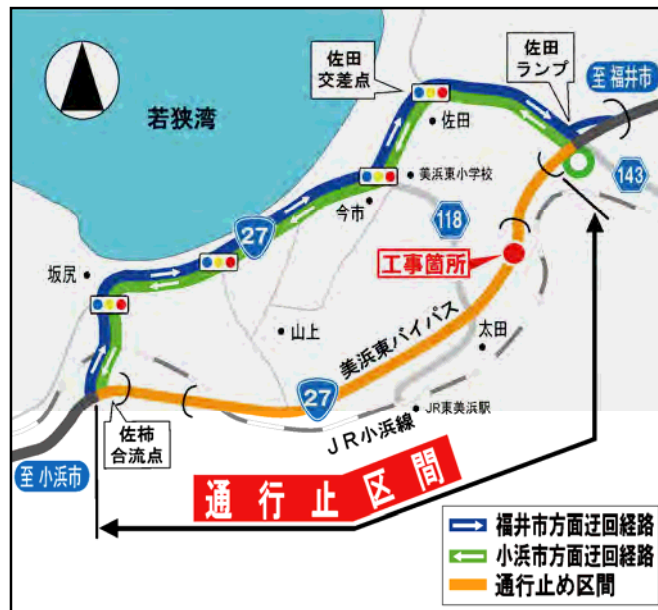 佐田
交差点
佐田
ランプ
至 福井市
若狭湾
佐田
美浜東小学校
143
今市
118
27
工事箇所
坂尻
山上
美浜東バイパス
太田
27
JR東美浜駅
JR小浜線
佐柿
合流点
至 小浜市
通行止区間
福井市方面迂回経路
小浜市方面迂回経路
通行止め区間